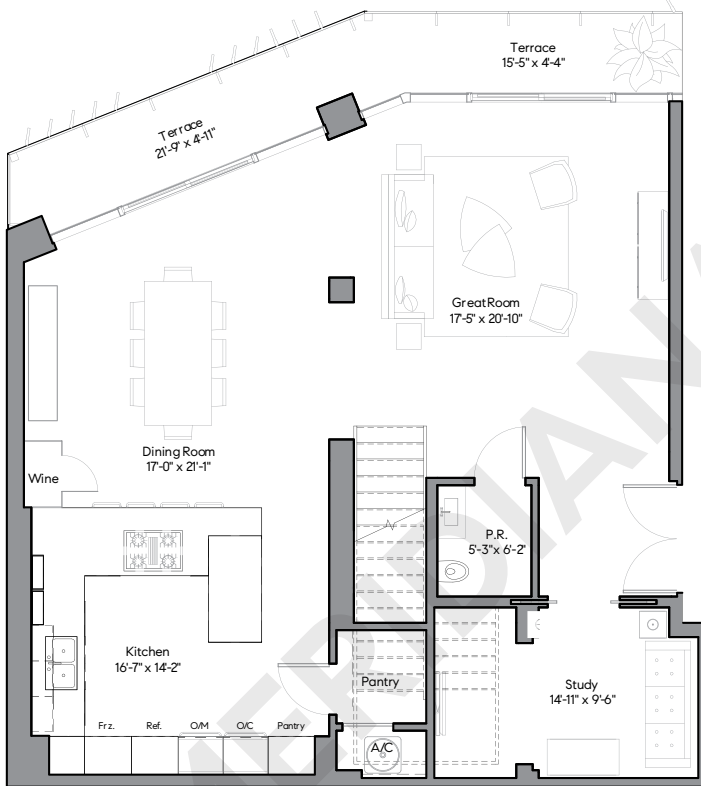 Terrace
15'-5" x 4'-4"
Terrace
21'-9" x 4'-11"
Great Room
17'-5" x 20'-10"
Dining Room
17'-0" x 21'-1"
Wine
P.R.
5'-3" x 6'-2"
Kitchen
16'-7" x 14'-2"
Pantry
Study
14'-11" x 9'-6"
Frz.
Ref.
O/M
O/C
Pantry
A/C
MERIDIAN